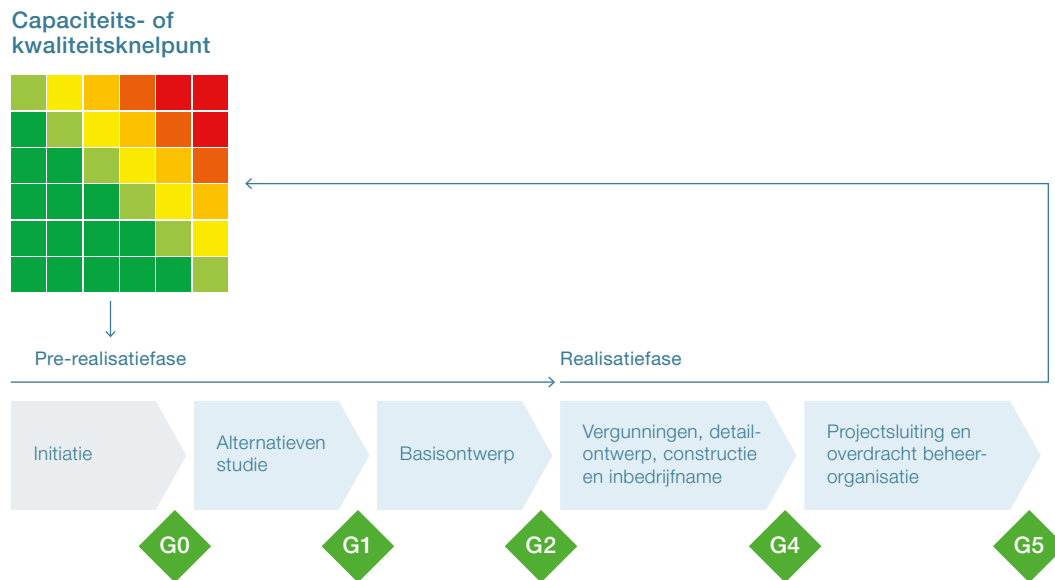 Capaciteits- of
kwaliteitsknelpunt
Pre-realisatiefase
Realisatiefase
Initiatie
Alternatieven
studie
Basisontwerp
Vergunningen, detail-
ontwerp, constructie
en inbedrijfname
Projectsluiting en
overdracht beheer-
organisatie
G0
G1
G2
G4
G5